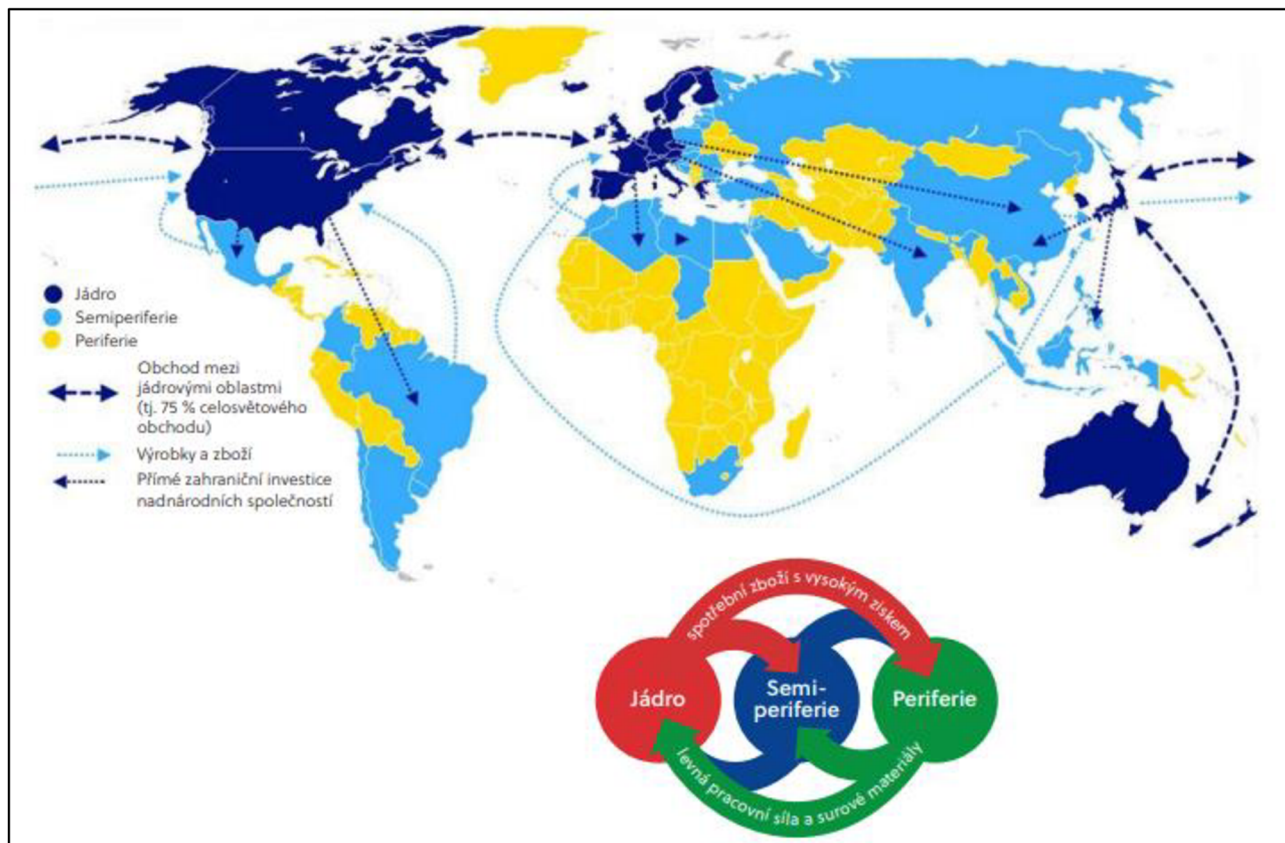 Jádro
Semiperiferie
Periferie
Obchod mezi
jádrovými oblastmi
(tj. 75 % celosvětového
obchodu)
Výrobky a zboží
Přímé zahraniční investice
nadnárodních společností
spotřební zboží s vysokým ziskem
Jádro
Semi-
periferie
Periferie
levná pracovní síla a surové materiály